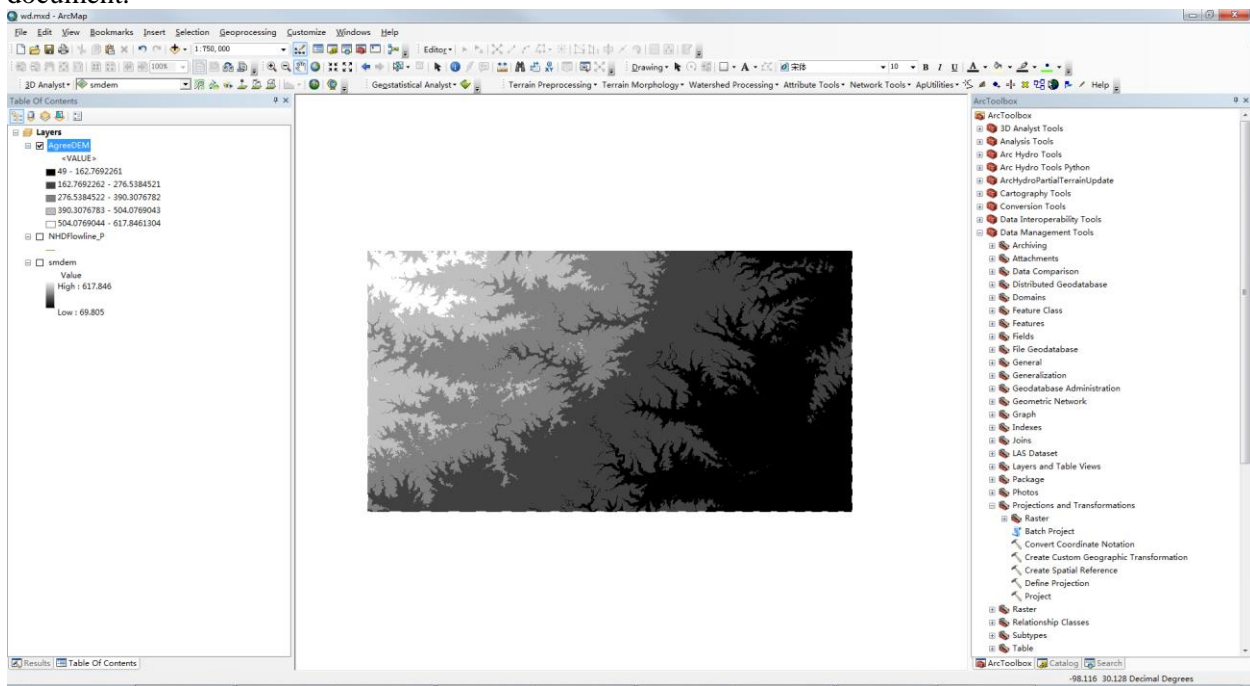 document.
wd.mxd - ArcMap
File Edit View Bookmarks Insert Selection Geoprocessing Customize Windows Help
1:750,000 Editor
100% Drawing A 宋体 10 B I U A
3D Analyst smdem Geostatistical Analyst Terrain Preprocessing Terrain Morphology Watershed Processing Attribute Tools Network Tools ApUtilities Help
Table Of Contents
Layers
AgreeDEM
<VALUE>
49 - 162.7692261
162.7692262 - 276.5384521
276.5384522 - 390.3076782
390.3076783 - 504.0769043
504.0769044 - 617.8461304
NHDFlowline_P
smdem
Value
High : 617.846
Low : 69.805
Results Table Of Contents
ArcToolbox
ArcToolbox
3D Analyst Tools
Analysis Tools
Arc Hydro Tools
Arc Hydro Tools Python
ArcHydroPartialTerrainUpdate
Cartography Tools
Conversion Tools
Data Interoperability Tools
Data Management Tools
Archiving
Attachments
Data Comparison
Distributed Geodatabase
Domains
Feature Class
Features
Fields
File Geodatabase
General
Generalization
Geodatabase Administration
Geometric Network
Graph
Indexes
Joins
LAS Dataset
Layers and Table Views
Package
Photos
Projections and Transformations
Raster
Batch Project
Convert Coordinate Notation
Create Custom Geographic Transformation
Create Spatial Reference
Define Projection
Project
Raster
Relationship Classes
Subtypes
Table
ArcToolbox Catalog Search
-98.116 30.128 Decimal Degrees